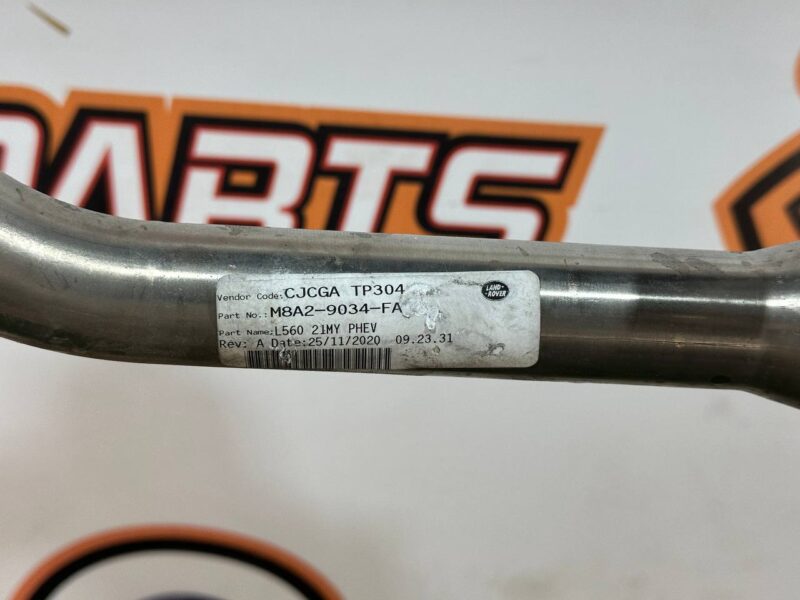 PARTS
Vendor Code:CJCGA TP304
LAND-
-ROVER
Part No.:M8A2-9034-FA
Part Name:L560 21MY PHEV
Rev: A Date:25/11/2020 09.23.31